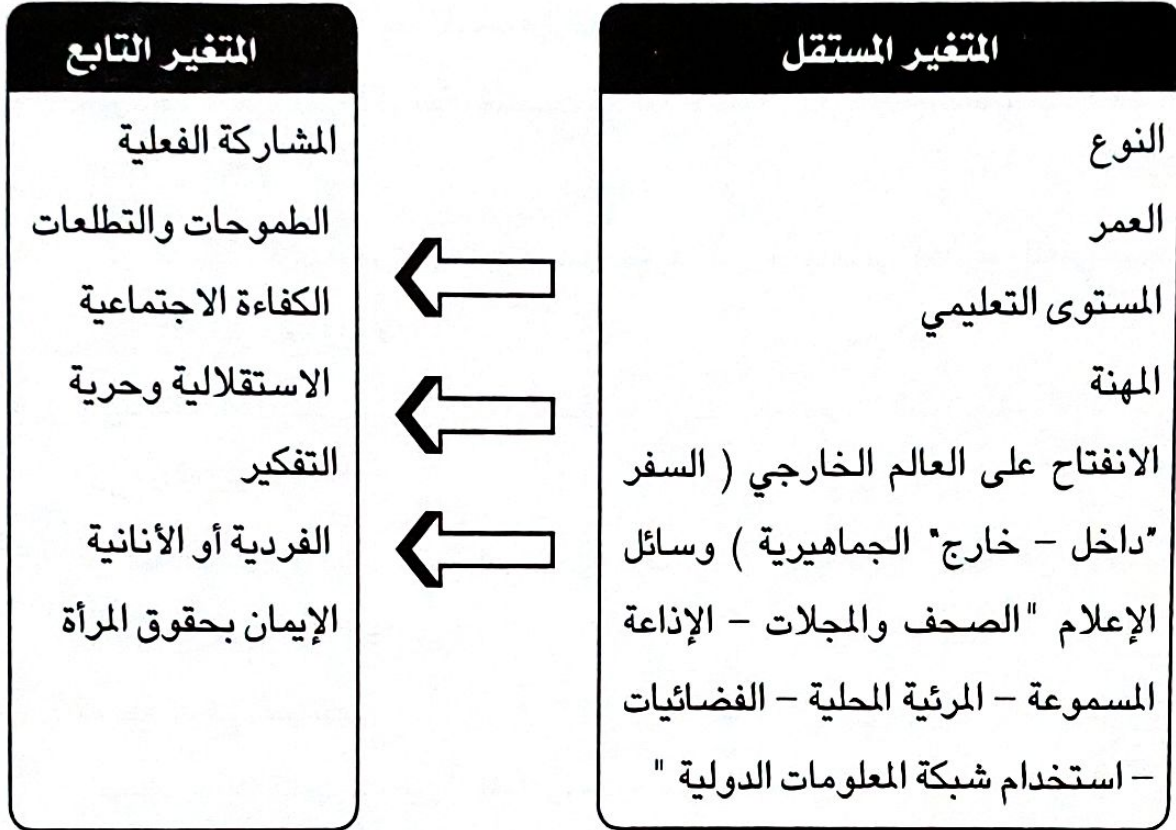 المتغير المستقل
النوع
العمر
المستوى التعليمي
المهنة
الانفتاح على العالم الخارجي ( السفر
"داخل – خارج" الجماهيرية ) وسائل
الإعلام "الصحف والمجلات – الإذاعة
المسموعة – المرئية المحلية – الفضائيات
– استخدام شبكة المعلومات الدولية "
المتغير التابع
المشاركة الفعلية
الطموحات والتطلعات
الكفاءة الاجتماعية
الاستقلالية وحرية
التفكير
الفردية أو الأنانية
الإيمان بحقوق المرأة